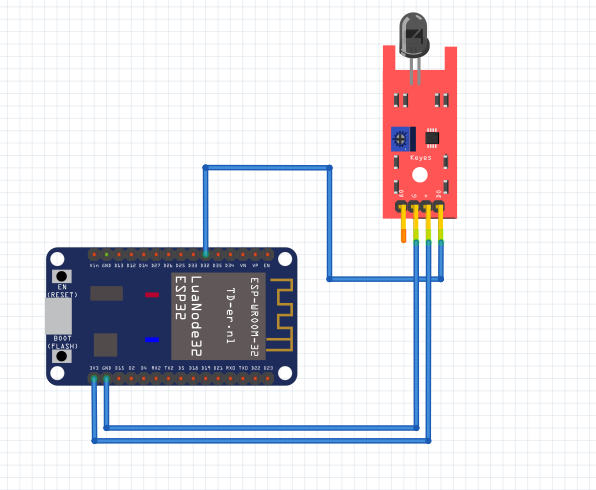 Keyes
A0
G
+
D0
Vin GND D13 D12 D14 D27 D26 D25 D33 D32 D35 D34 VN VP EN
EN
(RESET)
BOOT
(FLASH)
ESP-WROOM-32
TD-er.nl
LuaNode32
ESP32
3V3 GND D15 D2 D4 RX2 TX2 D5 D18 D19 D21 RX0 TX0 D22 D23